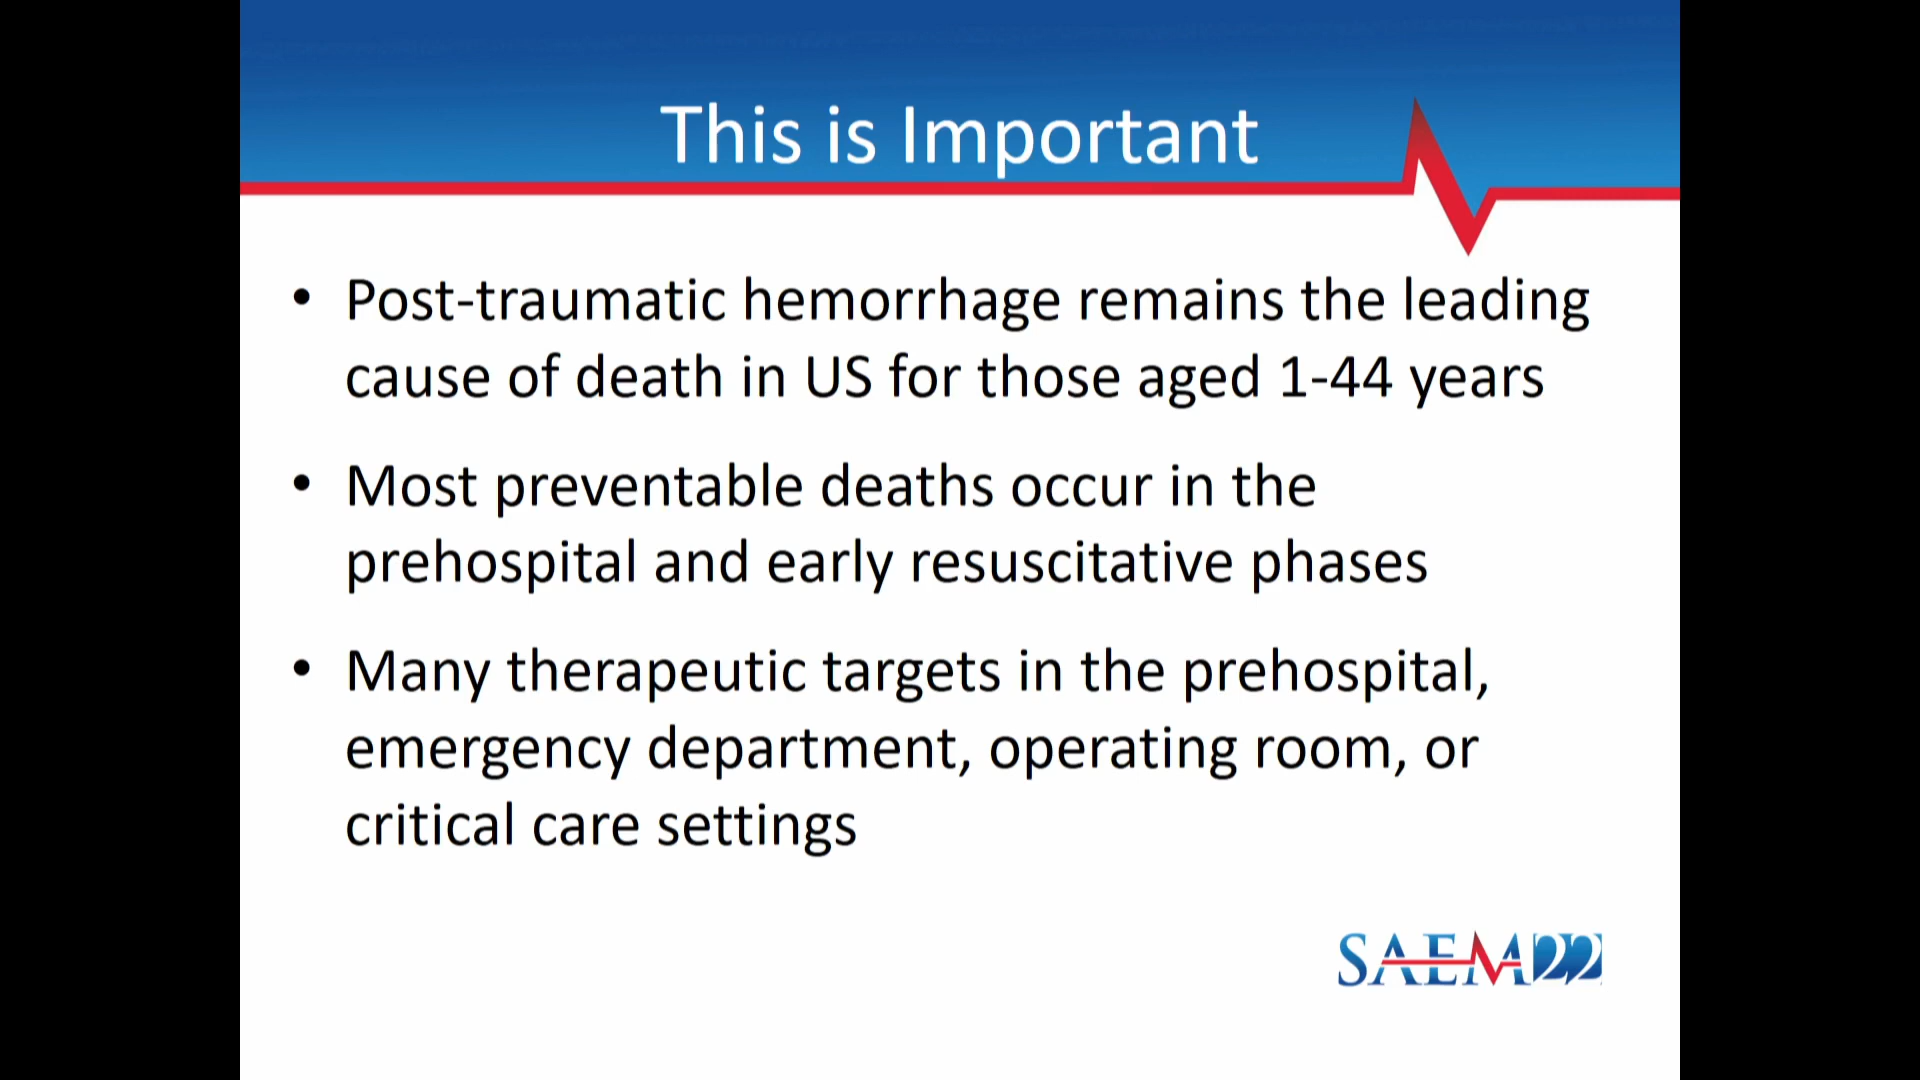 This is Important
• Post-traumatic hemorrhage remains the leading
cause of death in US for those aged 1-44 years
• Most preventable deaths occur in the
prehospital and early resuscitative phases
• Many therapeutic targets in the prehospital,
emergency department, operating room, or
critical care settings
SAEM22